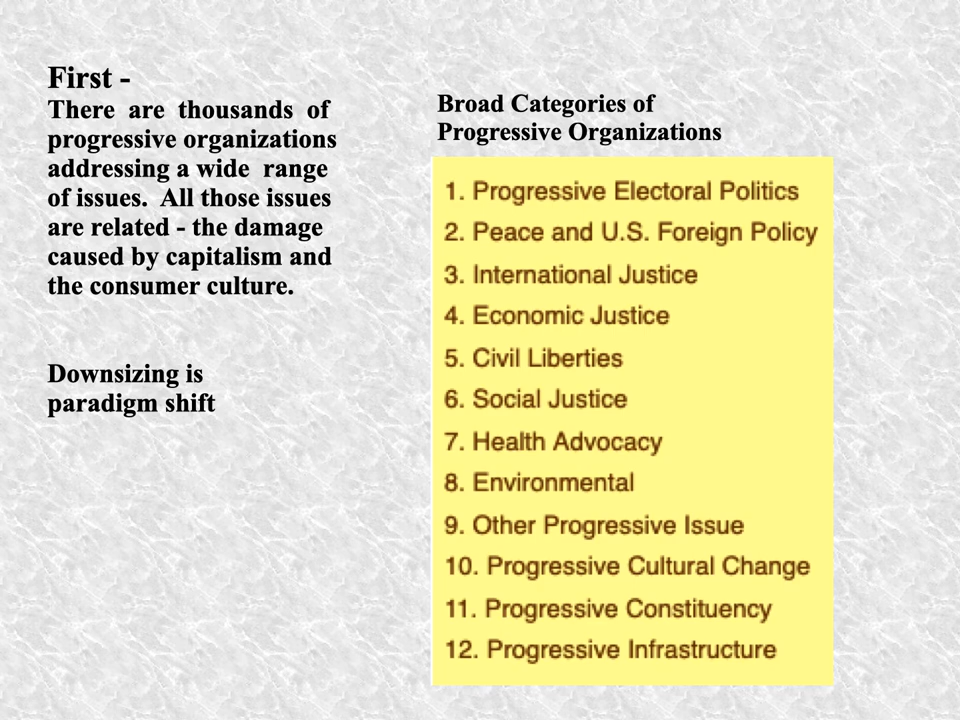 First -
There are thousands of
progressive organizations
addressing a wide range
of issues. All those issues
are related - the damage
caused by capitalism and
the consumer culture.
Downsizing is
paradigm shift
Broad Categories of
Progressive Organizations
1. Progressive Electoral Politics
2. Peace and U.S. Foreign Policy
3. International Justice
4. Economic Justice
5. Civil Liberties
6. Social Justice
7. Health Advocacy
8. Environmental
9. Other Progressive Issue
10. Progressive Cultural Change
11. Progressive Constituency
12. Progressive Infrastructure